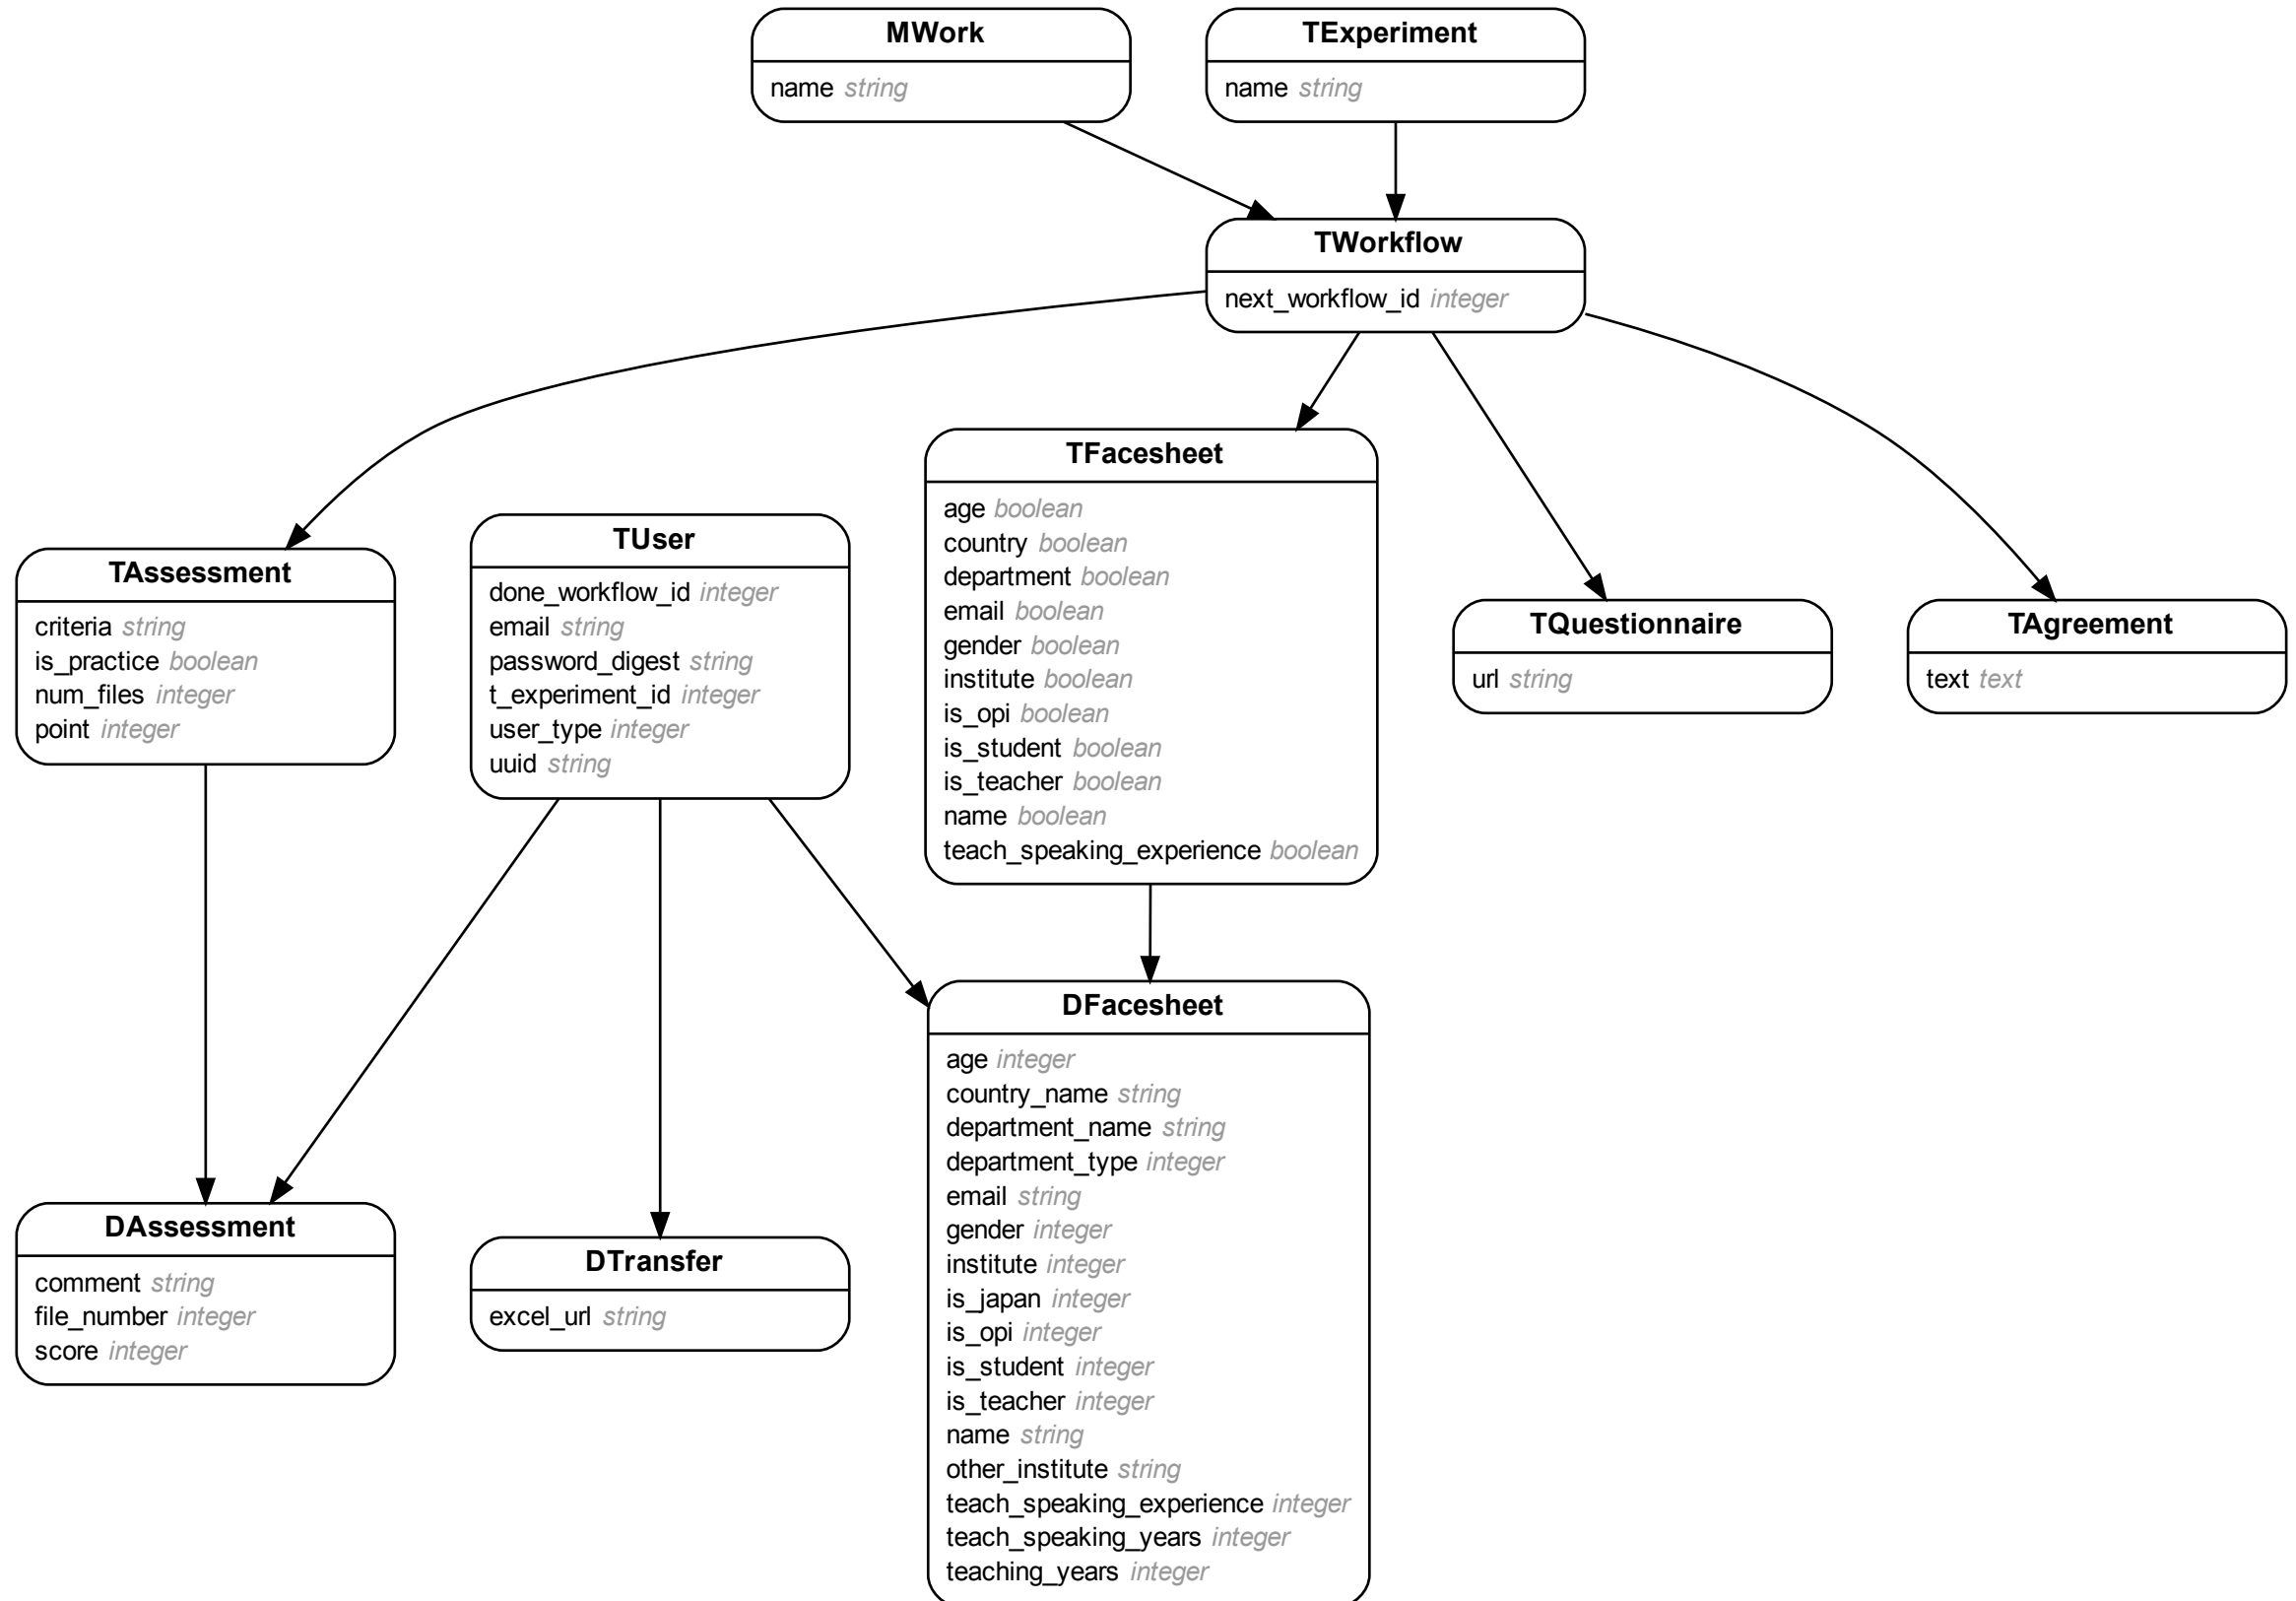 MWork
name string
TExperiment
name string
TWorkflow
next_workflow_id integer
TFacesheet
age boolean
country boolean
department boolean
email boolean
gender boolean
institute boolean
is_opi boolean
is_student boolean
is_teacher boolean
name boolean
teach_speaking_experience boolean
TUser
done_workflow_id integer
email string
password_digest string
t_experiment_id integer
user_type integer
uuid string
TAssessment
criteria string
is_practice boolean
num_files integer
point integer
TQuestionnaire
url string
TAgreement
text text
DFacesheet
age integer
country_name string
department_name string
department_type integer
email string
gender integer
institute integer
is_japan integer
is_opi integer
is_student integer
is_teacher integer
name string
other_institute string
teach_speaking_experience integer
teach_speaking_years integer
teaching_years integer
DAssessment
comment string
file_number integer
score integer
DTransfer
excel_url string